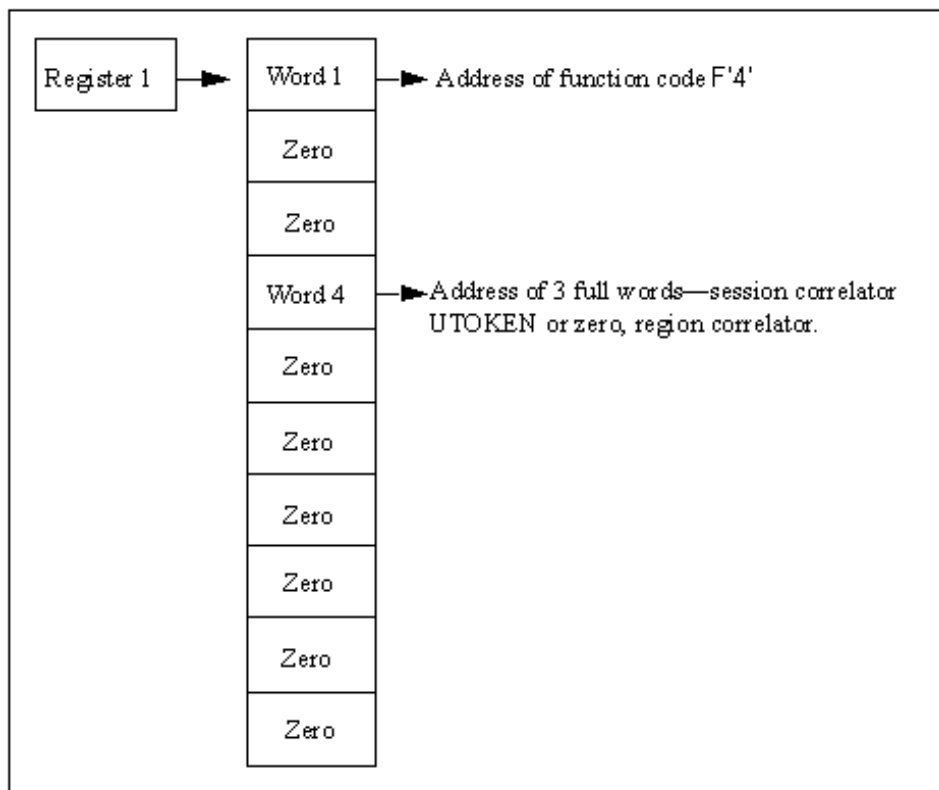 Register 1
Word 1
Address of function code F'4'
Zero
Zero
Word 4
Address of 3 full words—session correlator
UTOKEN or zero, region correlator.
Zero
Zero
Zero
Zero
Zero
Zero